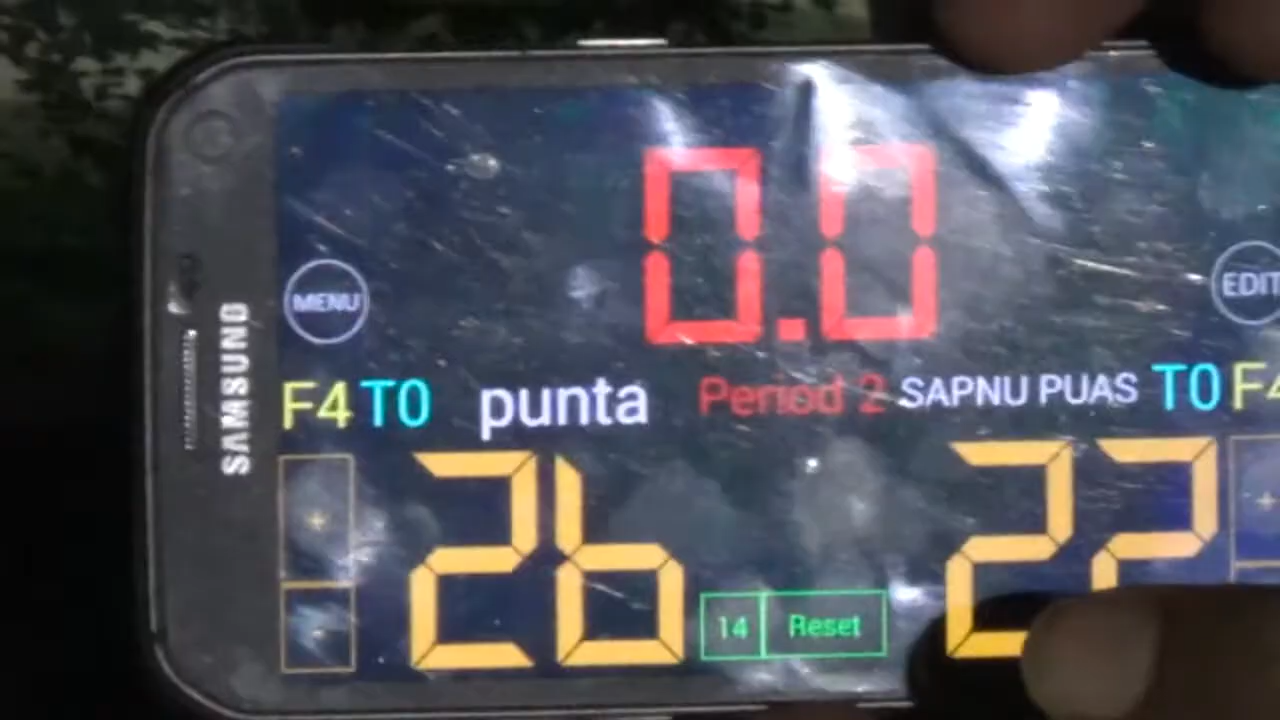 0.0
MENU
EDIT
SAMSUNG
F4 T0 punta Period 2 SAPNU PUAS T0 F4
+ +
26 22
14 Reset